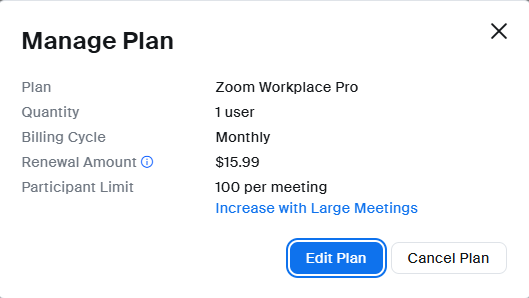 Manage Plan
Plan Zoom Workplace Pro
Quantity 1 user
Billing Cycle Monthly
Renewal Amount $15.99
Participant Limit 100 per meeting
Increase with Large Meetings
Edit Plan Cancel Plan